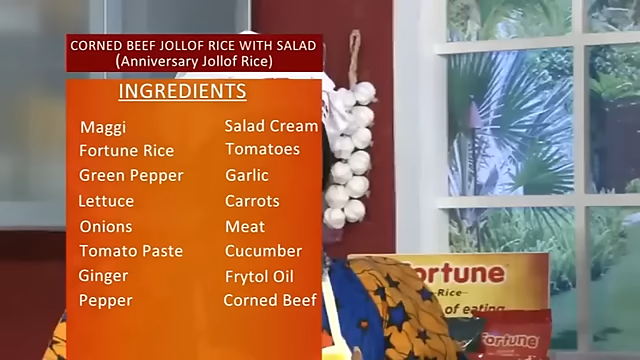 CORNED BEEF JOLLOF RICE WITH SALAD
(Anniversary Jollof Rice)
INGREDIENTS
Maggi
Fortune Rice
Green Pepper
Lettuce
Onions
Tomato Paste
Ginger
Pepper
Salad Cream
Tomatoes
Garlic
Carrots
Meat
Cucumber
Frytol Oil
Corned Beef
ortune
Rice
of eating
Fortune